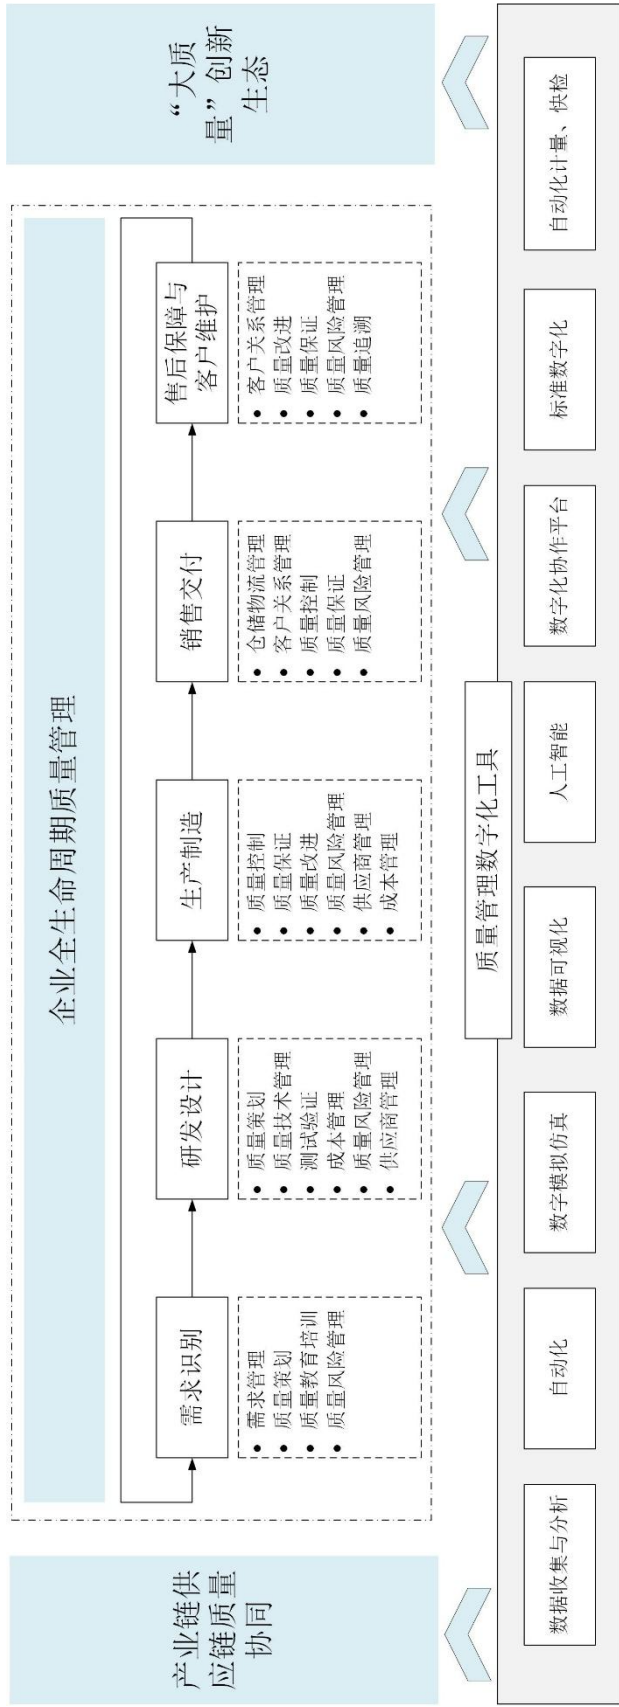 产业链供
应链质量
协同
企业全生命周期质量管理
需求识别
● 需求管理
● 质量策划
● 质量教育培训
● 质量风险管理
研发设计
● 质量策划
● 质量技术管理
● 测试验证
● 成本管理
● 质量风险管理
● 供应商管理
生产制造
● 质量控制
● 质量保证
● 质量改进
● 质量风险管理
● 供应商管理
● 成本管理
销售交付
● 仓储物流管理
● 客户关系管理
● 质量控制
● 质量保证
● 质量风险管理
售后保障与
客户维护
● 客户关系管理
● 质量改进
● 质量保证
● 质量风险管理
● 质量追溯
“大质
量”创新
生态
质量管理数字化工具
数据收集与分析
自动化
数字模拟仿真
数据可视化
人工智能
数字化协作平台
标准数字化
自动化计量、快检